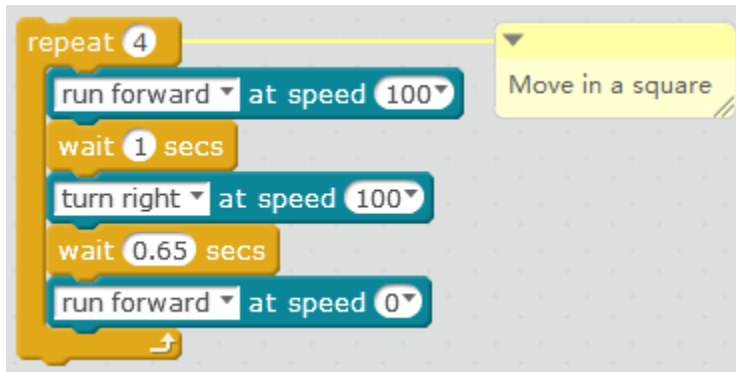 repeat 4
run forward at speed 100
wait 1 secs
turn right at speed 100
wait 0.65 secs
run forward at speed 0
Move in a square